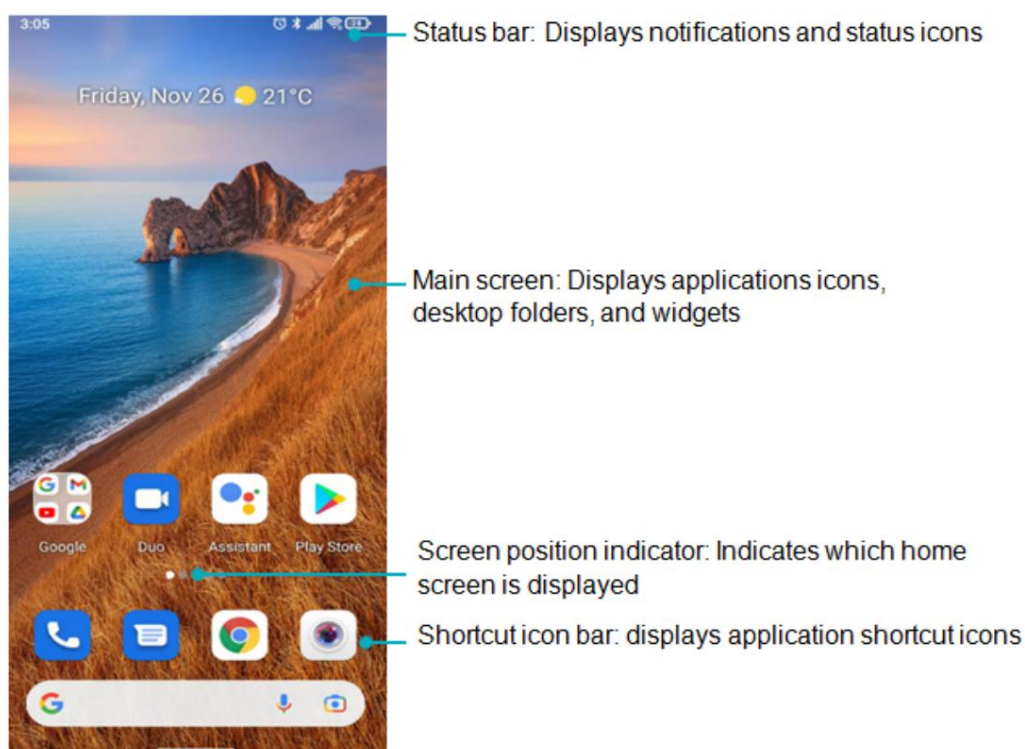 3:05
Status bar: Displays notifications and status icons
Friday, Nov 26 21°C
Main screen: Displays applications icons,
desktop folders, and widgets
Google Duo Assistant Play Store
Screen position indicator: Indicates which home
screen is displayed
Shortcut icon bar: displays application shortcut icons